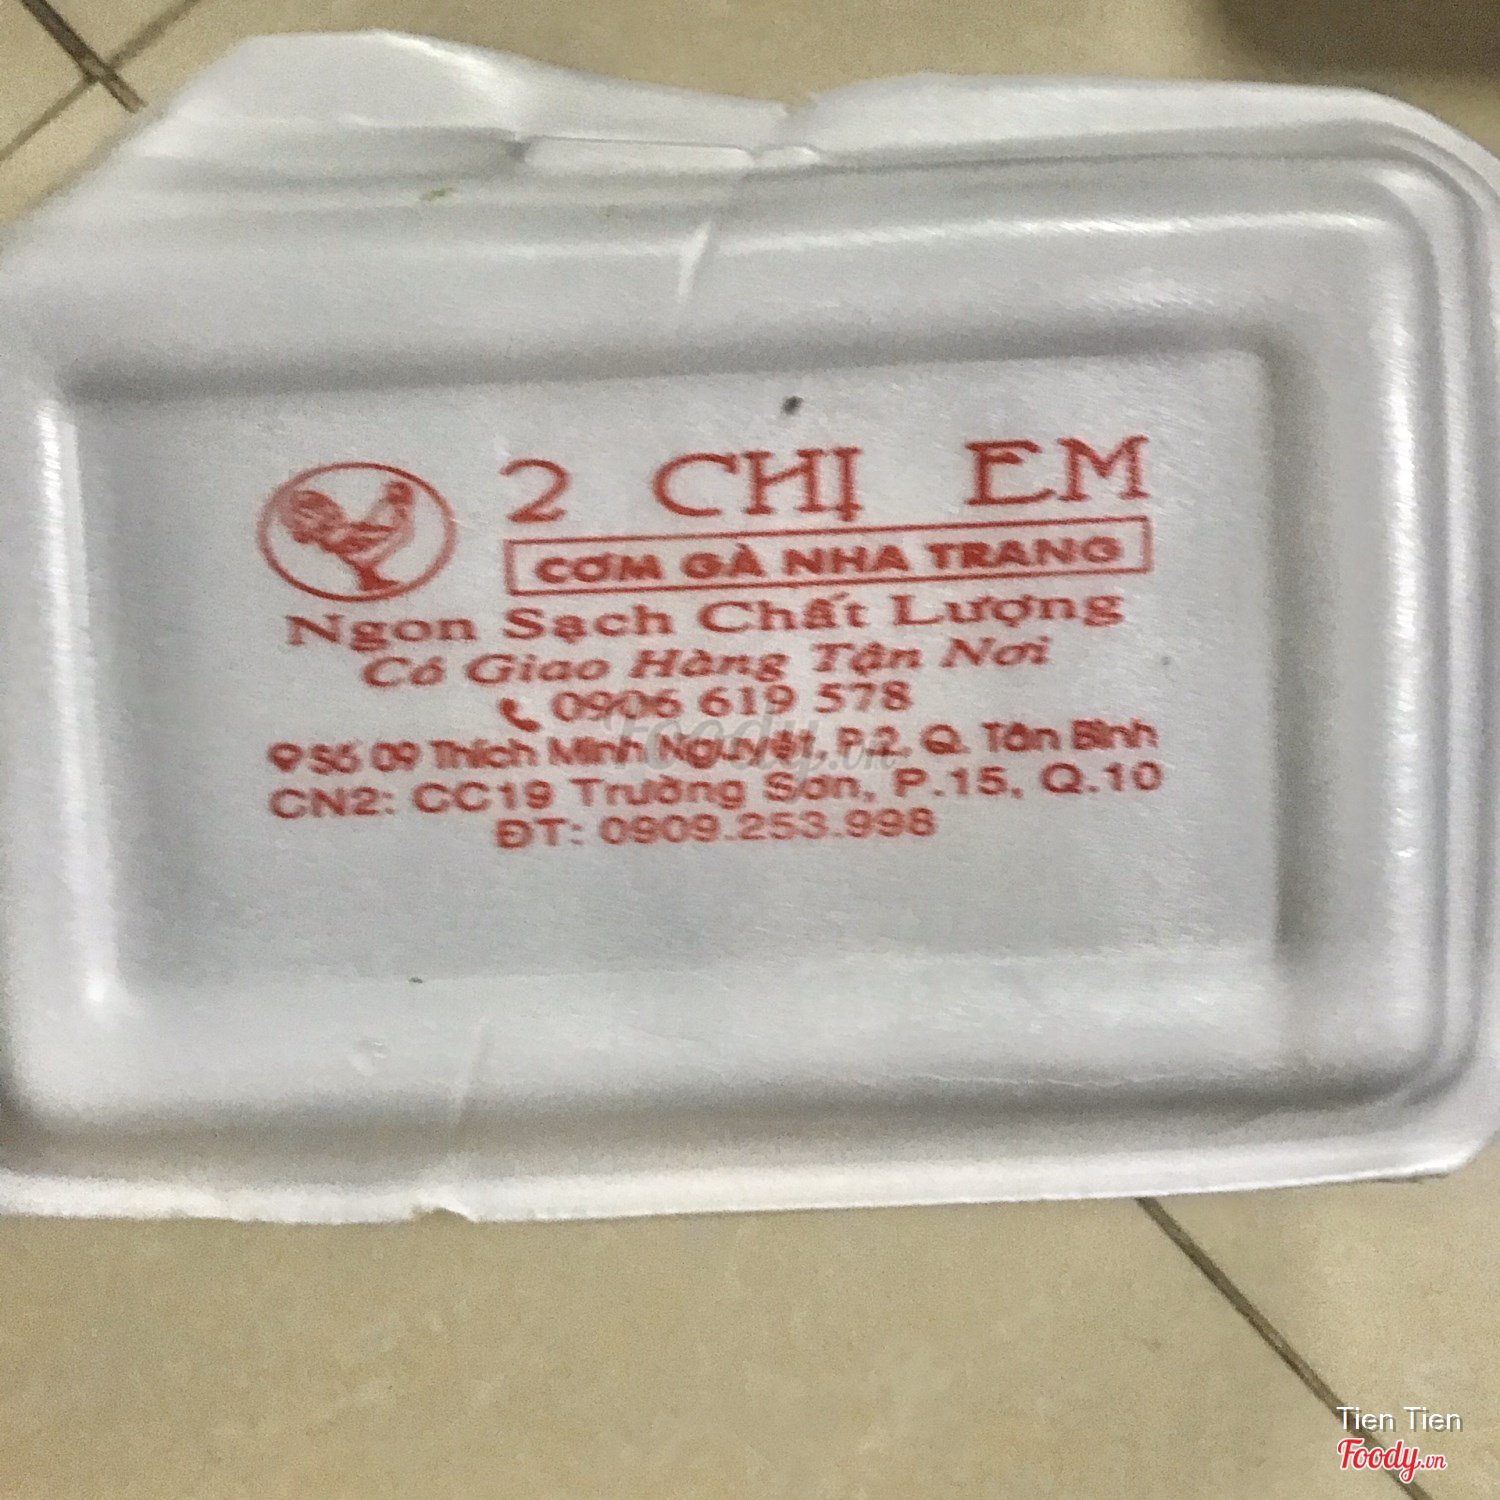 2 CHỊ EM
CƠM GÀ NHA TRANG
Ngon Sạch Chất Lượng
Có Giao Hàng Tận Nơi
0906 619 578
Số 09 Thích Minh Nguyệt, P.2, Q. Tân Bình
CN2: CC19 Trường Sơn, P.15, Q.10
ĐT: 0909.253.998
Foody.vn
Tien Tien
Foody.vn